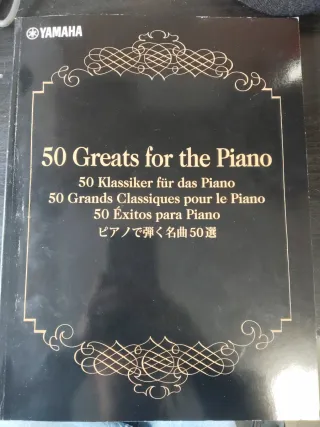 YAMAHA
50 Greats for the Piano
50 Klassiker für das Piano
50 Grands Classiques pour le Piano
50 Éxitos para Piano
ピアノで弾く名曲50選